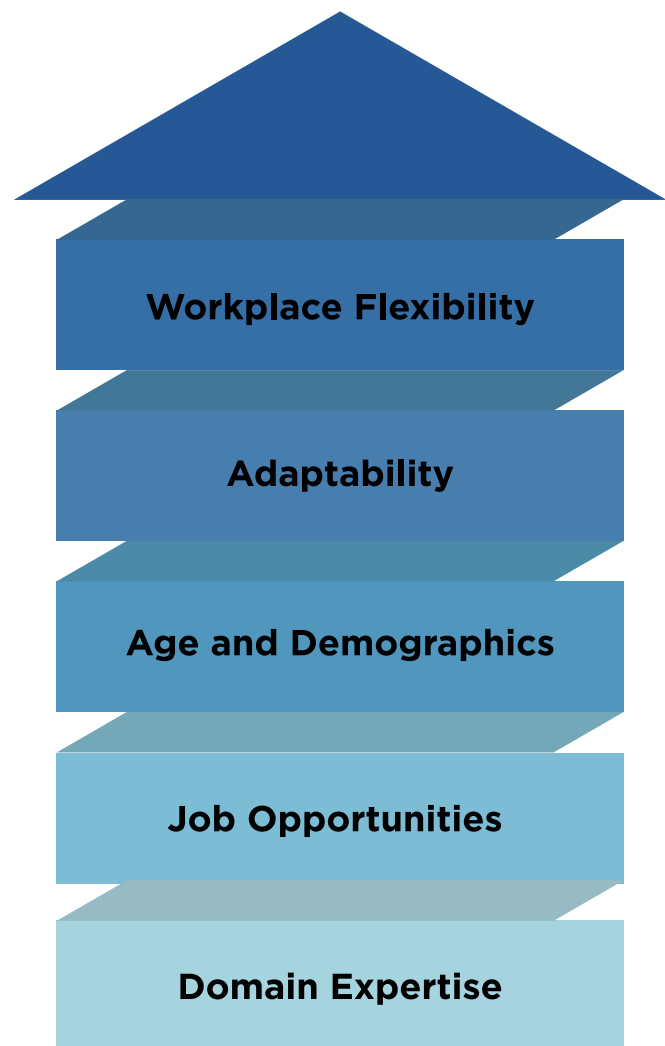 Workplace Flexibility
Adaptability
Age and Demographics
Job Opportunities
Domain Expertise